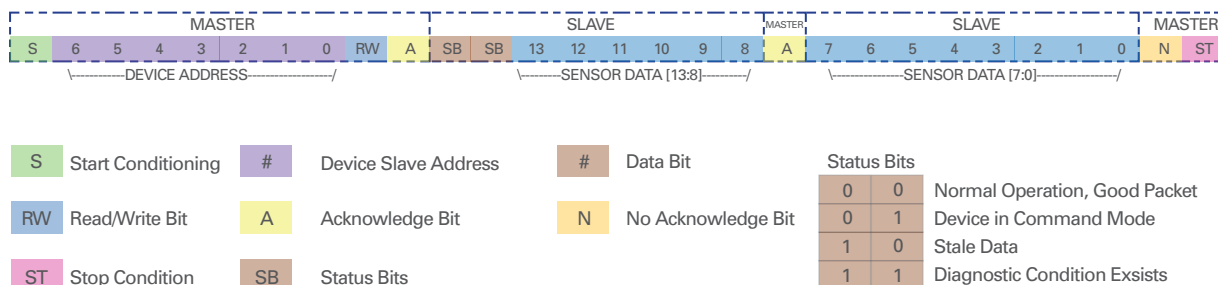 MASTER SLAVE MASTER SLAVE MASTER
S 6 5 4 3 2 1 0 RW A SB SB 13 12 11 10 9 8 A 7 6 5 4 3 2 1 0 N ST
\------------DEVICE ADDRESS------------/ \--------SENSOR DATA [13:8]--------/ \----------------SENSOR DATA [7:0]----------------/
S Start Conditioning # Device Slave Address # Data Bit Status Bits
0 0 Normal Operation, Good Packet
RW Read/Write Bit A Acknowledge Bit N No Acknowledge Bit 0 1 Device in Command Mode
1 0 Stale Data
ST Stop Condition SB Status Bits 1 1 Diagnostic Condition Exsists